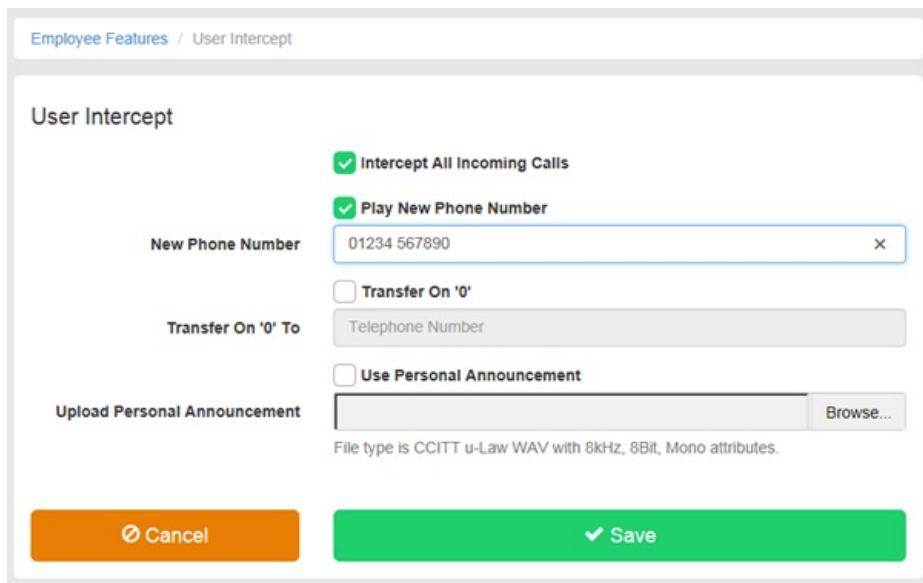 Employee Features / User Intercept
User Intercept
Intercept All Incoming Calls
Play New Phone Number
New Phone Number 01234 567890 ×
Transfer On '0'
Transfer On '0' To Telephone Number
Use Personal Announcement
Upload Personal Announcement Browse...
File type is CCITT u-Law WAV with 8kHz, 8Bit, Mono attributes.
Cancel Save